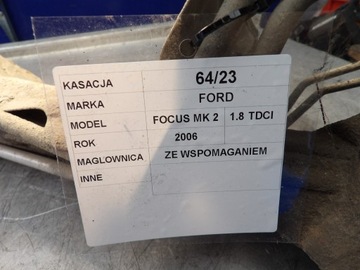 KASACJA 64/23
MARKA FORD
MODEL FOCUS MK 2 1.8 TDCI
ROK 2006
MAGLOWNICA ZE WSPOMAGANIEM
INNE